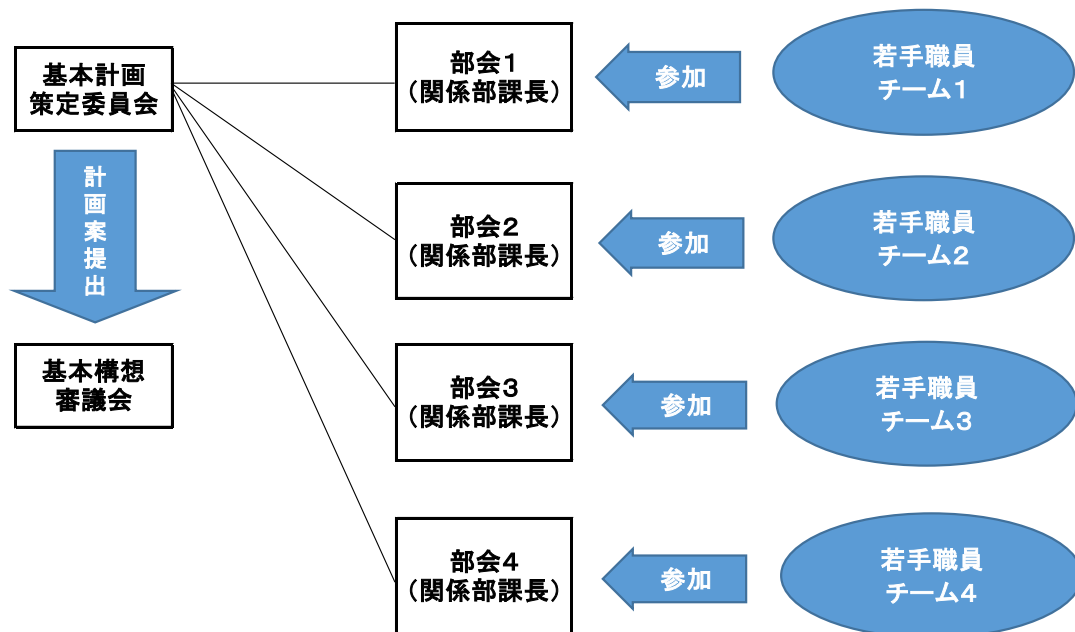 基本計画
策定委員会
計画案提出
基本構想
審議会
部会1
（関係部課長）
参加
若手職員
チーム1
部会2
（関係部課長）
参加
若手職員
チーム2
部会3
（関係部課長）
参加
若手職員
チーム3
部会4
（関係部課長）
参加
若手職員
チーム4